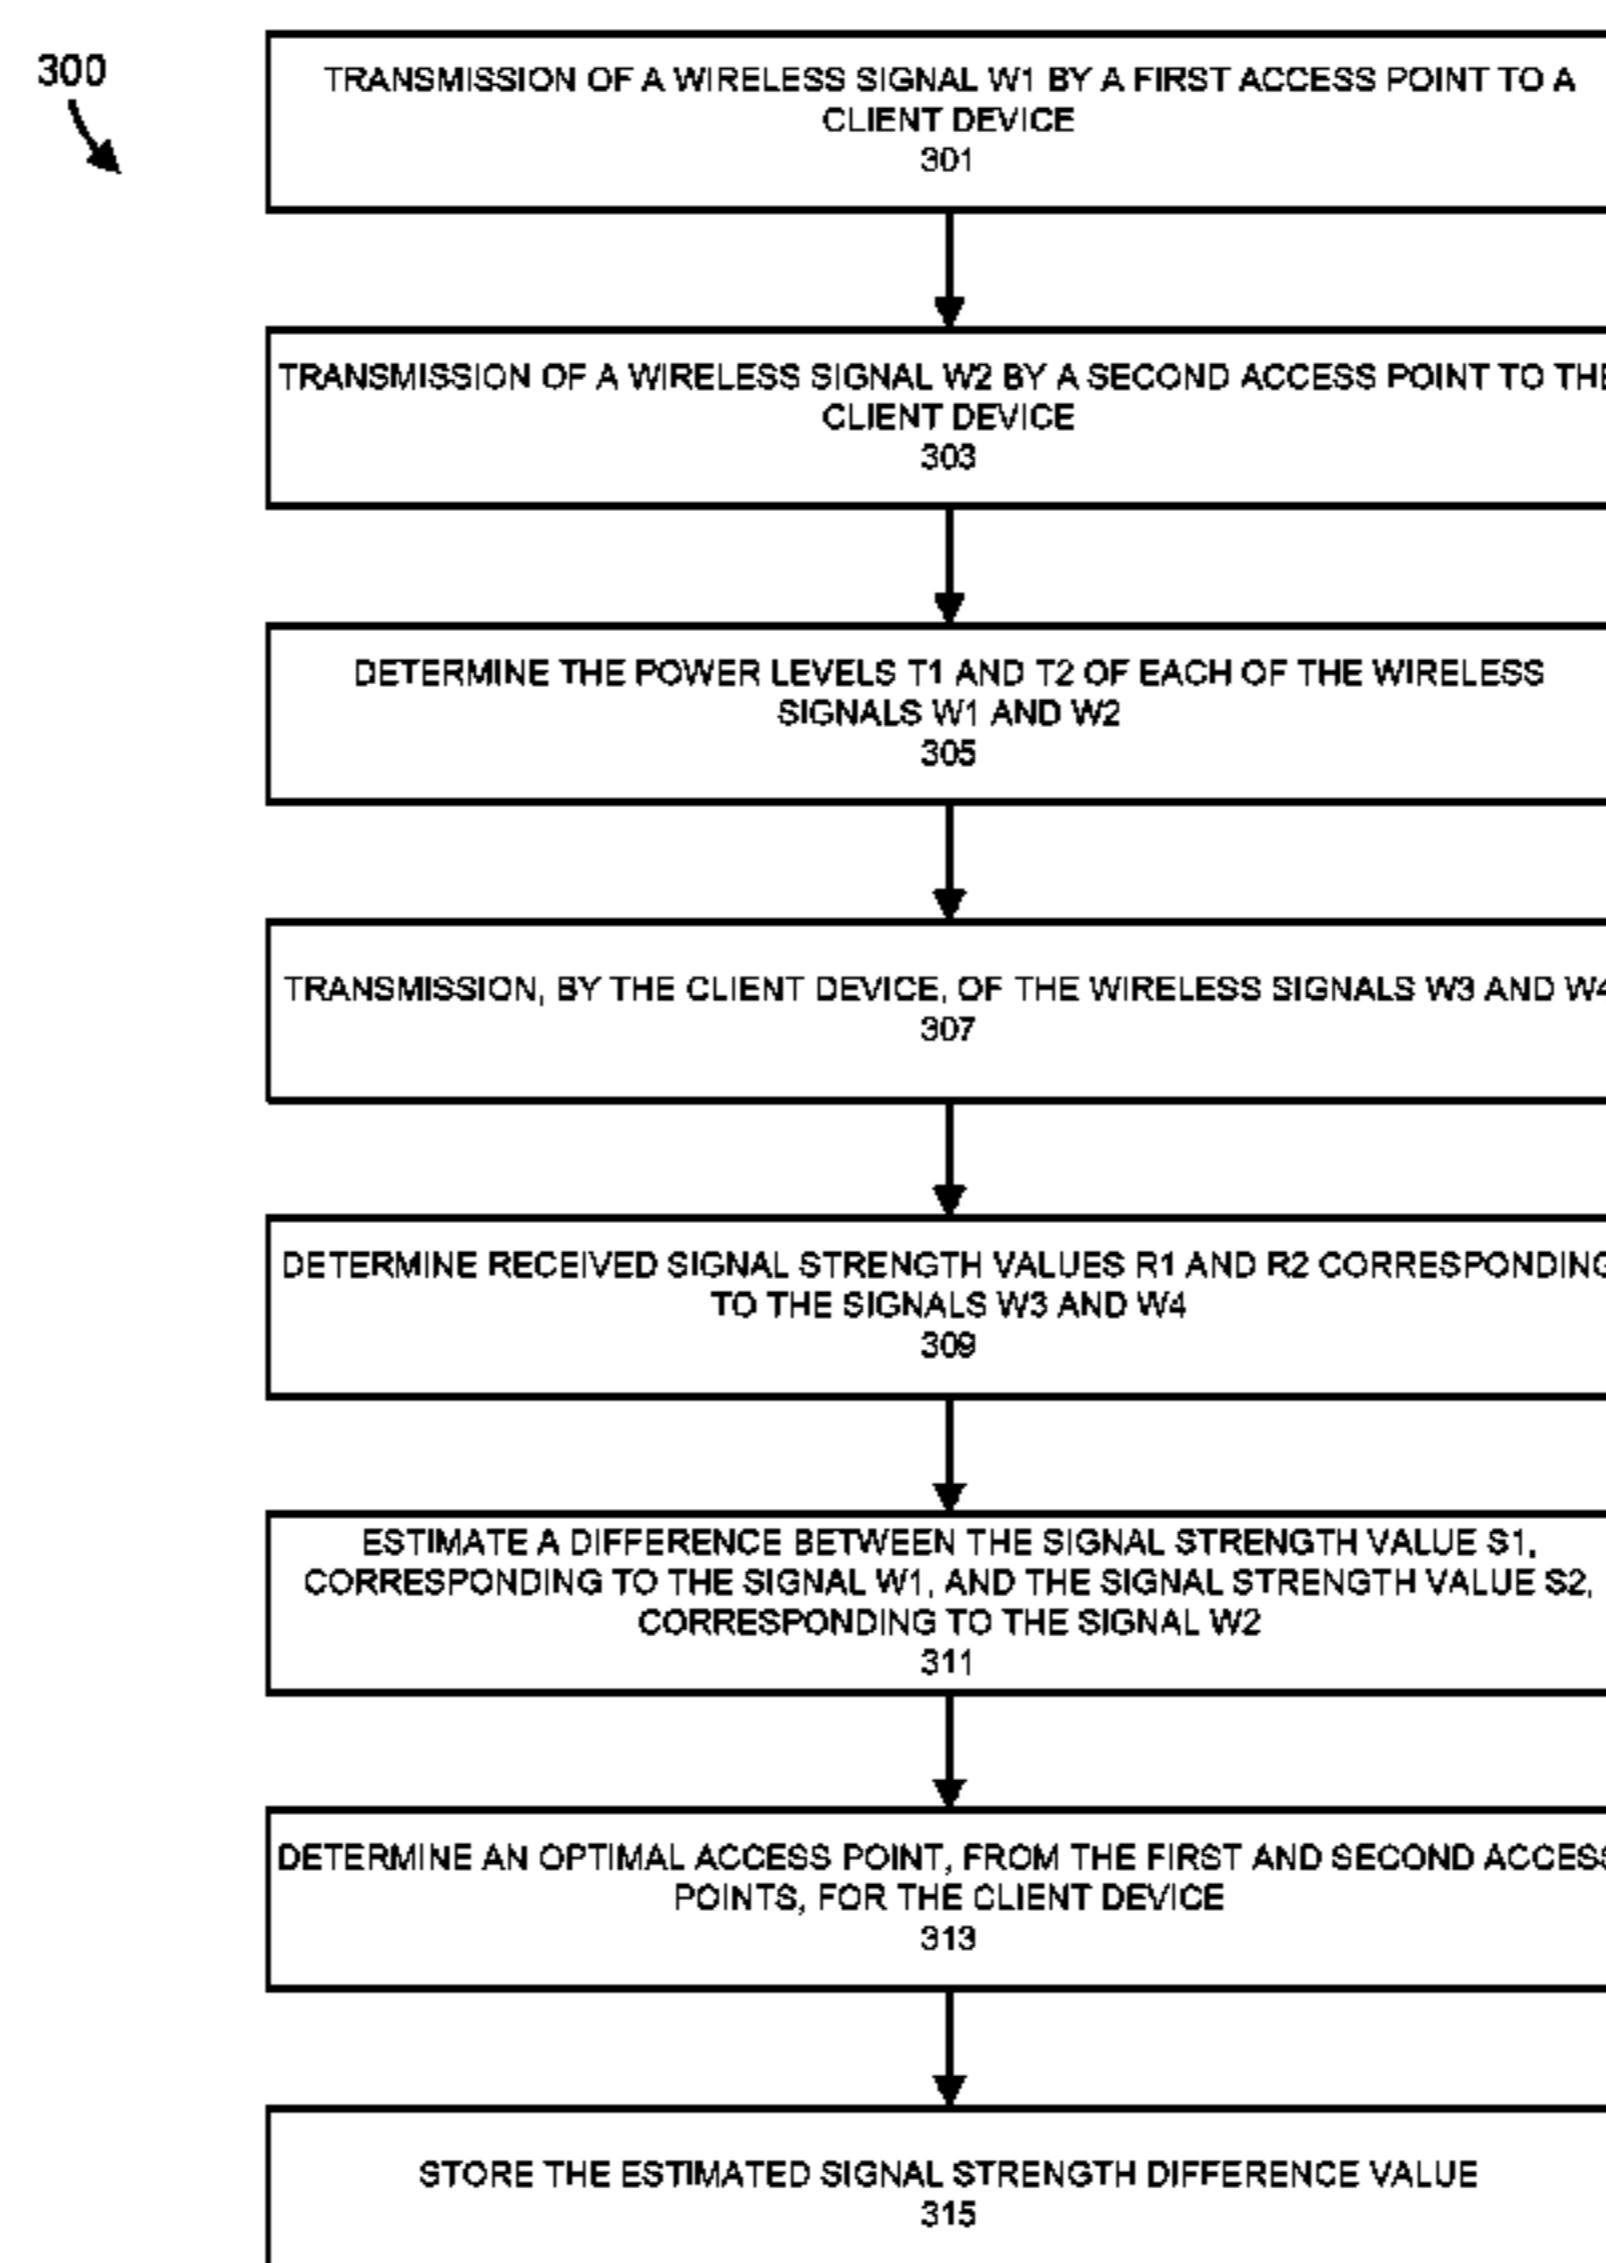 300
TRANSMISSION OF A WIRELESS SIGNAL W1 BY A FIRST ACCESS POINT TO A
CLIENT DEVICE
301
TRANSMISSION OF A WIRELESS SIGNAL W2 BY A SECOND ACCESS POINT TO THE
CLIENT DEVICE
303
DETERMINE THE POWER LEVELS T1 AND T2 OF EACH OF THE WIRELESS
SIGNALS W1 AND W2
305
TRANSMISSION, BY THE CLIENT DEVICE, OF THE WIRELESS SIGNALS W3 AND W4
307
DETERMINE RECEIVED SIGNAL STRENGTH VALUES R1 AND R2 CORRESPONDING
TO THE SIGNALS W3 AND W4
309
ESTIMATE A DIFFERENCE BETWEEN THE SIGNAL STRENGTH VALUE S1,
CORRESPONDING TO THE SIGNAL W1, AND THE SIGNAL STRENGTH VALUE S2,
CORRESPONDING TO THE SIGNAL W2
311
DETERMINE AN OPTIMAL ACCESS POINT, FROM THE FIRST AND SECOND ACCESS
POINTS, FOR THE CLIENT DEVICE
313
STORE THE ESTIMATED SIGNAL STRENGTH DIFFERENCE VALUE
315